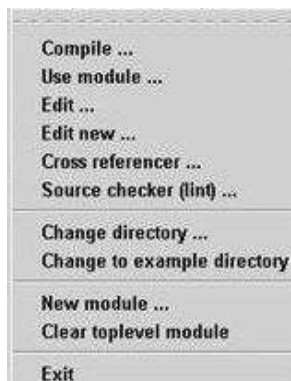 Compile ...
Use module ...
Edit ...
Edit new ...
Cross referencer ...
Source checker (lint) ...
Change directory ...
Change to example directory
New module ...
Clear toplevel module
Exit